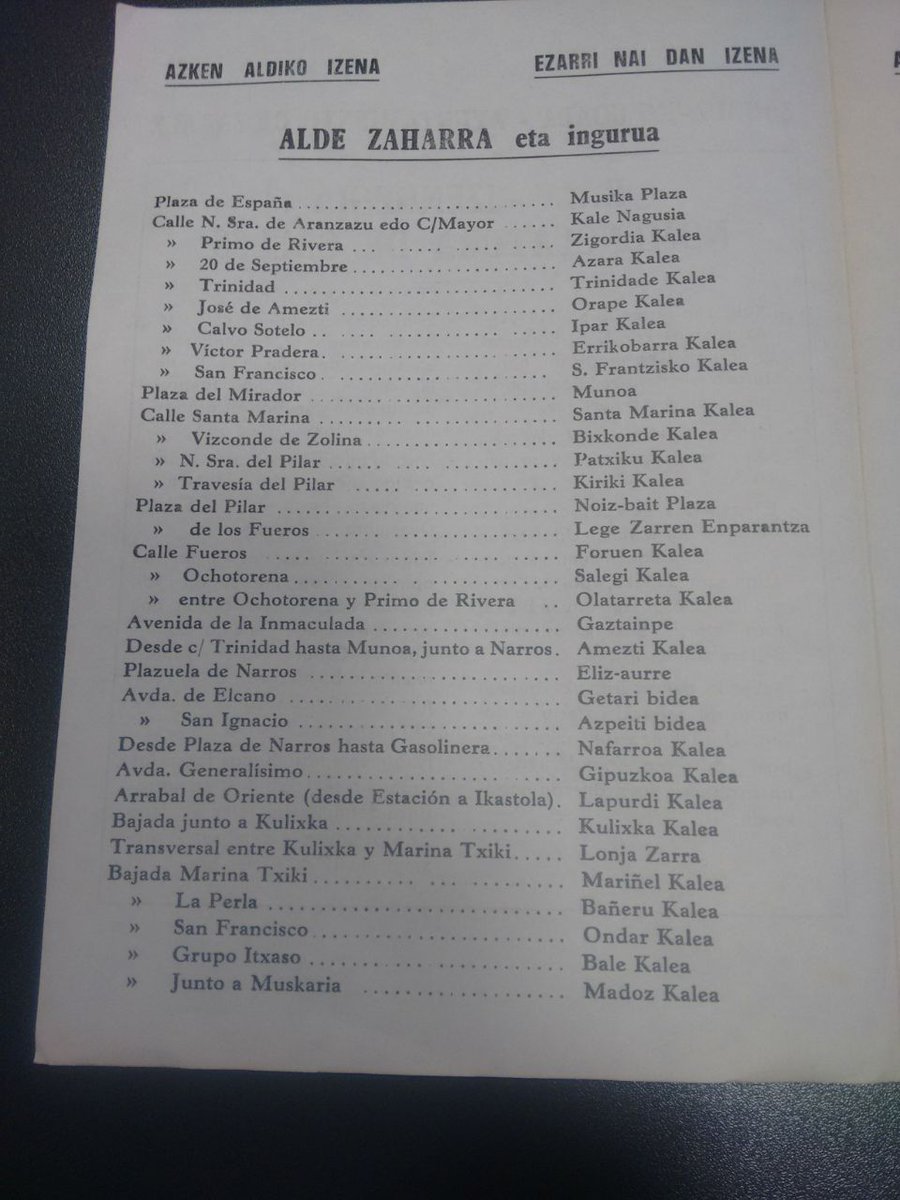 AZKEN ALDIKO IZENA EZARRI NAI DAN IZENA
ALDE ZAHARRA eta ingurua
Plaza de España ............................ Musika Plaza
Calle N. Sra. de Aranzazu edo C/Mayor ...... Kale Nagusia
» Primo de Rivera ... ... .. ... ..... Zigordia Kalea
» 20 de Septiembre ...................... Azara Kalea
» Trinidad .............................. Trinidade Kalea
» José de Amezti ........................ Orape Kalea
» Calvo Sotelo .. ....................... Ipar Kalea
» Víctor Pradera. ....................... Errikobarra Kalea
» San Francisco . ....................... S. Frantzisko Kalea
Plaza del Mirador .......................... Munoa
Calle Santa Marina ......................... Santa Marina Kalea
» Vizconde de Zolina .................... Bixkonde Kalea
» N. Sra. del Pilar ..................... Patxiku Kalea
» Travesía del Pilar ..... .............. Kiriki Kalea
Plaza del Pilar ............................ Noiz-bait Plaza
» de los Fueros ......................... Lege Zarren Enparantza
Calle Fueros ..... ... .. ... ..... Foruen Kalea
» Ochotorena ........... . .............. Salegi Kalea
» entre Ochotorena y Primo de Rivera .. Olatarreta Kalea
Avenida de la Inmaculada ................... Gaztainpe
Desde c/ Trinidad hasta Munoa, junto a Narros. Amezti Kalea
Plazuela de Narros ......................... Eliz-aurre
Avda. de Elcano ............................ Getari bidea
» San Ignacio ........................... Azpeiti bidea
Desde Plaza de Narros hasta Gasolinera....... Nafarroa Kalea
Avda. Generalísimo.......................... Gipuzkoa Kalea
Arrabal de Oriente (desde Estación a Ikastola). Lapurdi Kalea
Bajada junto a Kulixka ..................... Kulixka Kalea
Transversal entre Kulixka y Marina Txiki..... Lonja Zarra
Bajada Marina Txiki ........................ Mariñel Kalea
» La Perla .............................. Bañeru Kalea
» San Francisco ......................... Ondar Kalea
» Grupo Itxaso .......................... Bale Kalea
» Junto a Muskaria .................. Madoz Kalea